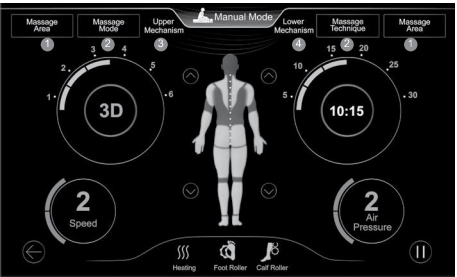 Manual Mode
Massage
Area
Massage
Mode
Upper
Mechanism
Lower
Mechanism
Massage
Technique
Massage
Area
1
2
3
4
2
1
1
2
3
4
5
6
3D
5
10
15
20
25
30
10:15
2
Speed
2
Air
Pressure
Heating
Foot Roller
Calf Roller